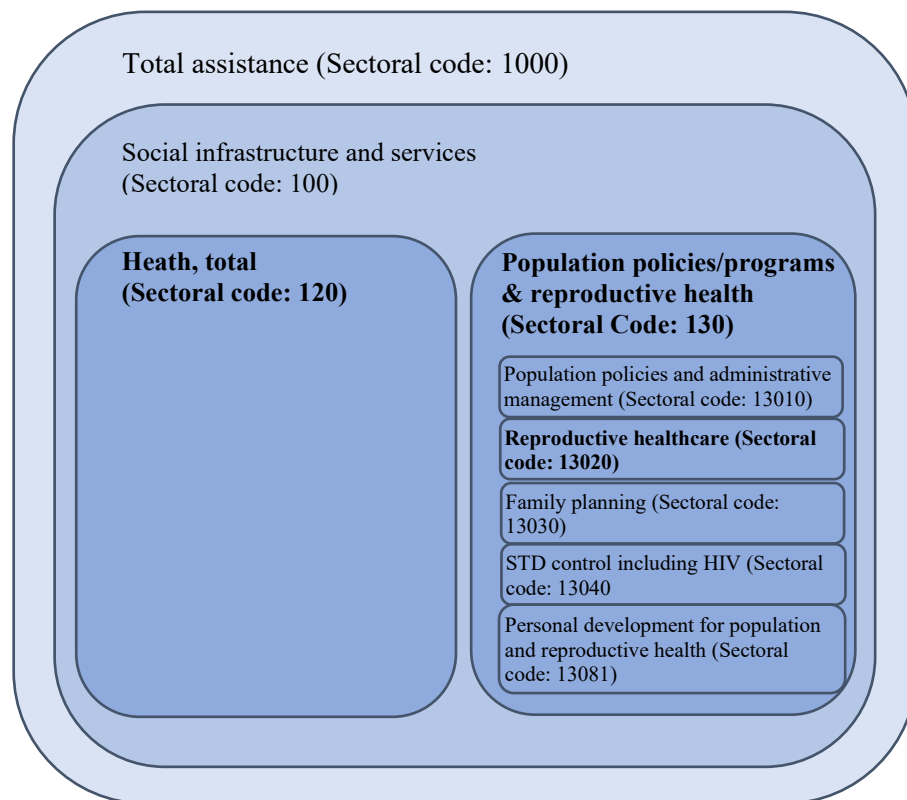 Total assistance (Sectoral code: 1000)
Social infrastructure and services
(Sectoral code: 100)
Heath, total
(Sectoral code: 120)
Population policies/programs
& reproductive health
(Sectoral Code: 130)
Population policies and administrative
management (Sectoral code: 13010)
Reproductive healthcare (Sectoral
code: 13020)
Family planning (Sectoral code:
13030)
STD control including HIV (Sectoral
code: 13040
Personal development for population
and reproductive health (Sectoral
code: 13081)